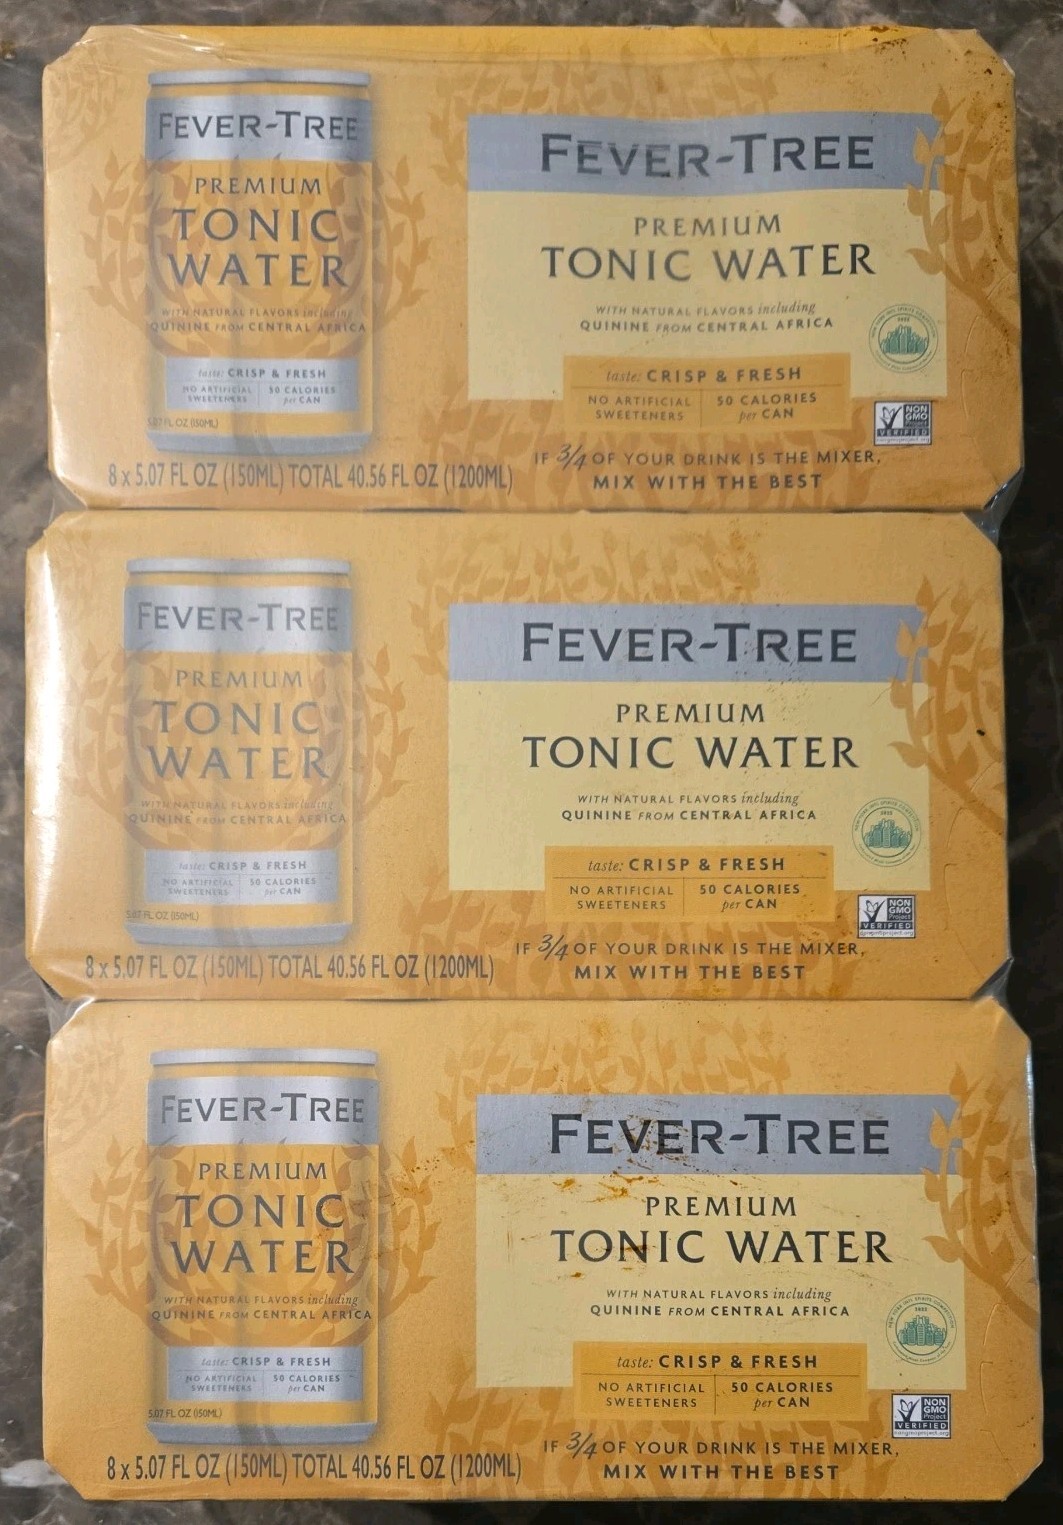 FEVER-TREE
PREMIUM
TONIC
WATER
WITH NATURAL FLAVORS including
QUININE FROM CENTRAL AFRICA
taste: CRISP & FRESH
NO ARTIFICIAL SWEETENERS
50 CALORIES per CAN
5.07 FL OZ (150ML)
8 x 5.07 FL OZ (150ML) TOTAL 40.56 FL OZ (1200ML)
FEVER-TREE
PREMIUM
TONIC WATER
WITH NATURAL FLAVORS including
QUININE FROM CENTRAL AFRICA
taste: CRISP & FRESH
NO ARTIFICIAL SWEETENERS
50 CALORIES per CAN
NON
GMO
Project
VERIFIED
nongmoproject.org
IF 3/4 OF YOUR DRINK IS THE MIXER,
MIX WITH THE BEST
FEVER-TREE
PREMIUM
TONIC
WATER
WITH NATURAL FLAVORS including
QUININE FROM CENTRAL AFRICA
taste: CRISP & FRESH
NO ARTIFICIAL SWEETENERS
50 CALORIES per CAN
5.07 FL OZ (150ML)
8 x 5.07 FL OZ (150ML) TOTAL 40.56 FL OZ (1200ML)
FEVER-TREE
PREMIUM
TONIC WATER
WITH NATURAL FLAVORS including
QUININE FROM CENTRAL AFRICA
taste: CRISP & FRESH
NO ARTIFICIAL SWEETENERS
50 CALORIES per CAN
NON
GMO
Project
VERIFIED
IF 3/4 OF YOUR DRINK IS THE MIXER,
MIX WITH THE BEST
FEVER-TREE
PREMIUM
TONIC
WATER
WITH NATURAL FLAVORS including
QUININE FROM CENTRAL AFRICA
taste: CRISP & FRESH
NO ARTIFICIAL SWEETENERS
50 CALORIES per CAN
5.07 FL OZ (150ML)
8 x 5.07 FL OZ (150ML) TOTAL 40.56 FL OZ (1200ML)
FEVER-TREE
PREMIUM
TONIC WATER
WITH NATURAL FLAVORS including
QUININE FROM CENTRAL AFRICA
taste: CRISP & FRESH
NO ARTIFICIAL SWEETENERS
50 CALORIES per CAN
NON
GMO
Project
VERIFIED
nongmoproject.org
IF 3/4 OF YOUR DRINK IS THE MIXER,
MIX WITH THE BEST